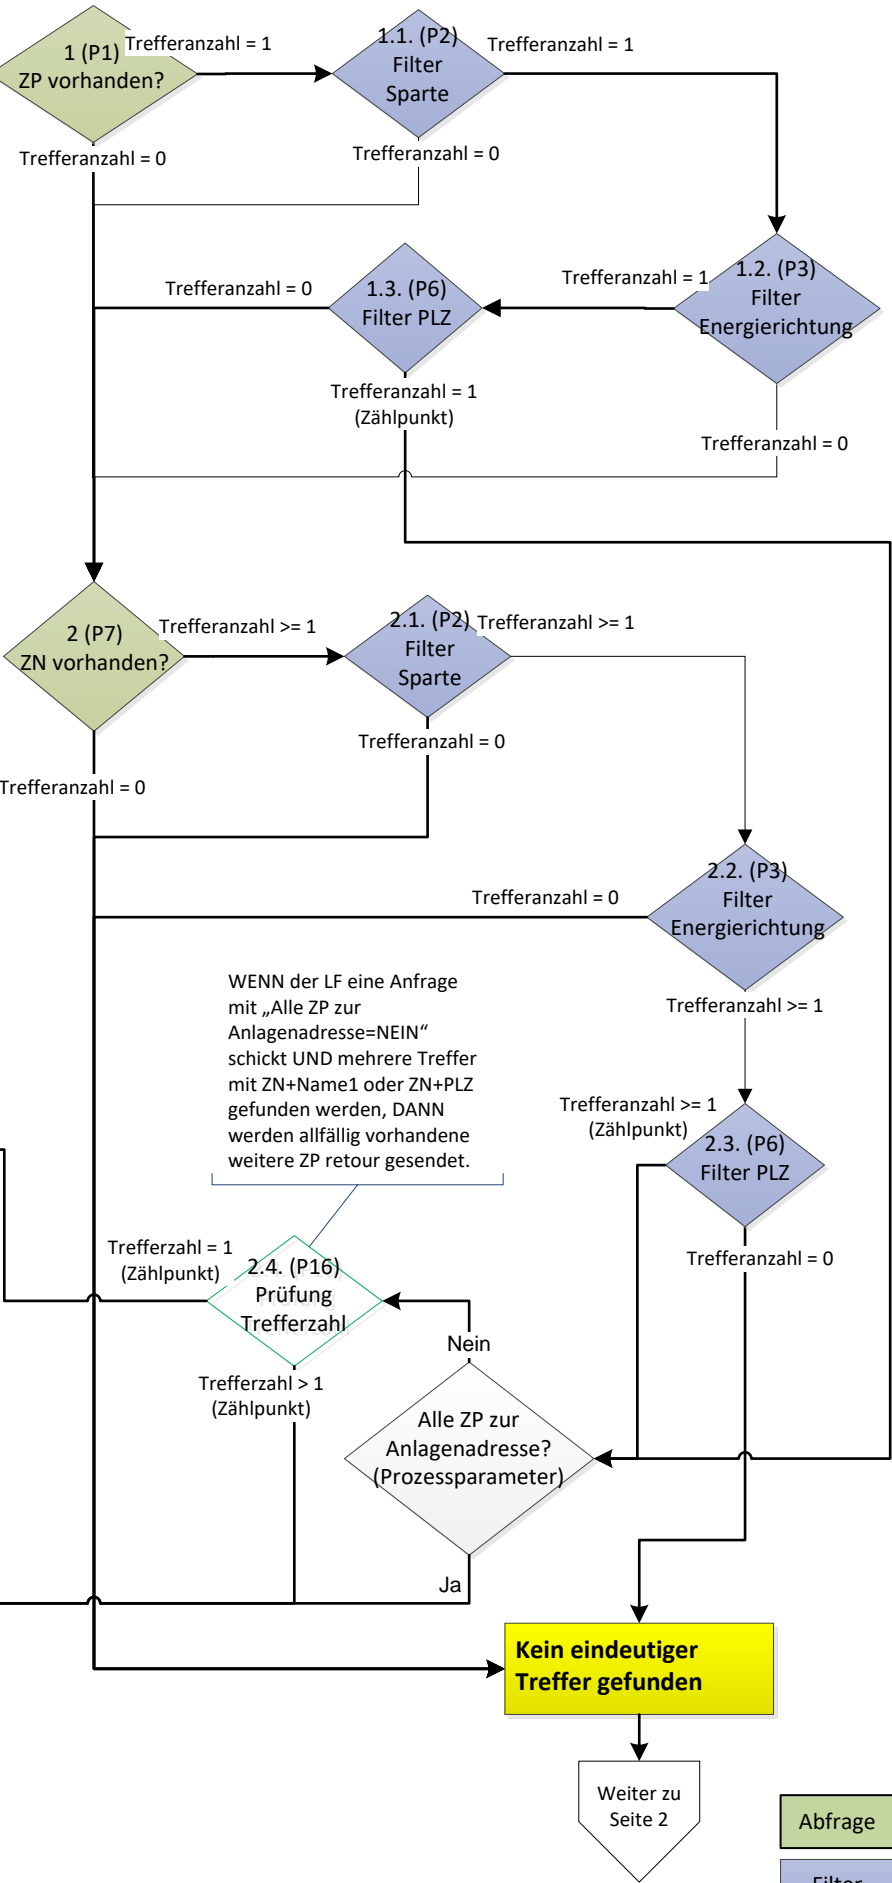 1 (P1)
ZP vorhanden?
Trefferanzahl = 1
1.1. (P2)
Filter
Sparte
Trefferanzahl = 1
Trefferanzahl = 0
Trefferanzahl = 0
Trefferanzahl = 0
1.3. (P6)
Filter PLZ
Trefferanzahl = 1
1.2. (P3)
Filter
Energierichtung
Trefferanzahl = 1
(Zählpunkt)
Trefferanzahl = 0
2 (P7)
ZN vorhanden?
Trefferanzahl >= 1
2.1. (P2)
Filter
Sparte
Trefferanzahl >= 1
Trefferanzahl = 0
Trefferanzahl = 0
Trefferanzahl = 0
2.2. (P3)
Filter
Energierichtung
WENN der LF eine Anfrage
mit „Alle ZP zur
Anlagenadresse=NEIN“
schickt UND mehrere Treffer
mit ZN+Name1 oder ZN+PLZ
gefunden werden, DANN
werden allfällig vorhandene
weitere ZP retour gesendet.
Trefferanzahl >= 1
Trefferanzahl >= 1
(Zählpunkt)
2.3. (P6)
Filter PLZ
Trefferanzahl = 0
Trefferzahl = 1
(Zählpunkt)
2.4. (P16)
Prüfung
Trefferzahl
Nein
Trefferzahl > 1
(Zählpunkt)
Alle ZP zur
Anlagenadresse?
(Prozessparameter)
Ja
Kein eindeutiger
Treffer gefunden
Weiter zu
Seite 2
Abfrage
Filter